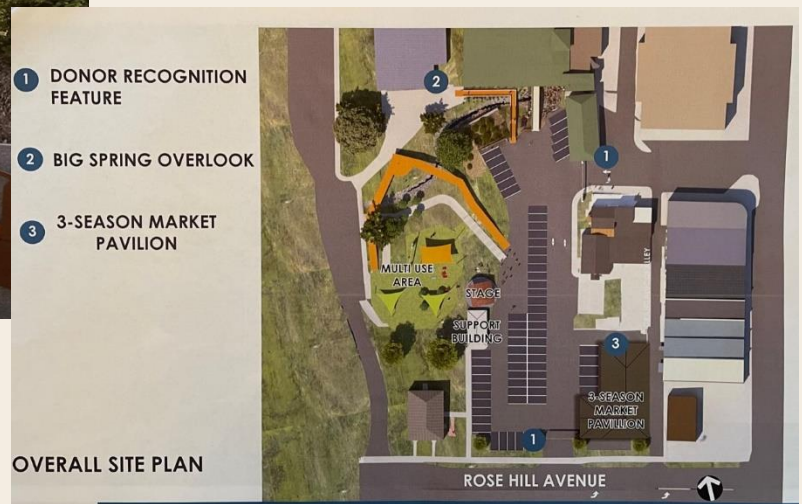 1 DONOR RECOGNITION
FEATURE
2 BIG SPRING OVERLOOK
3 3-SEASON MARKET
PAVILION
2
1
MULTI USE
AREA
STAGE
SUPPORT
BUILDING
3
3-SEASON
MARKET
PAVILLION
1
OVERALL SITE PLAN
ROSE HILL AVENUE